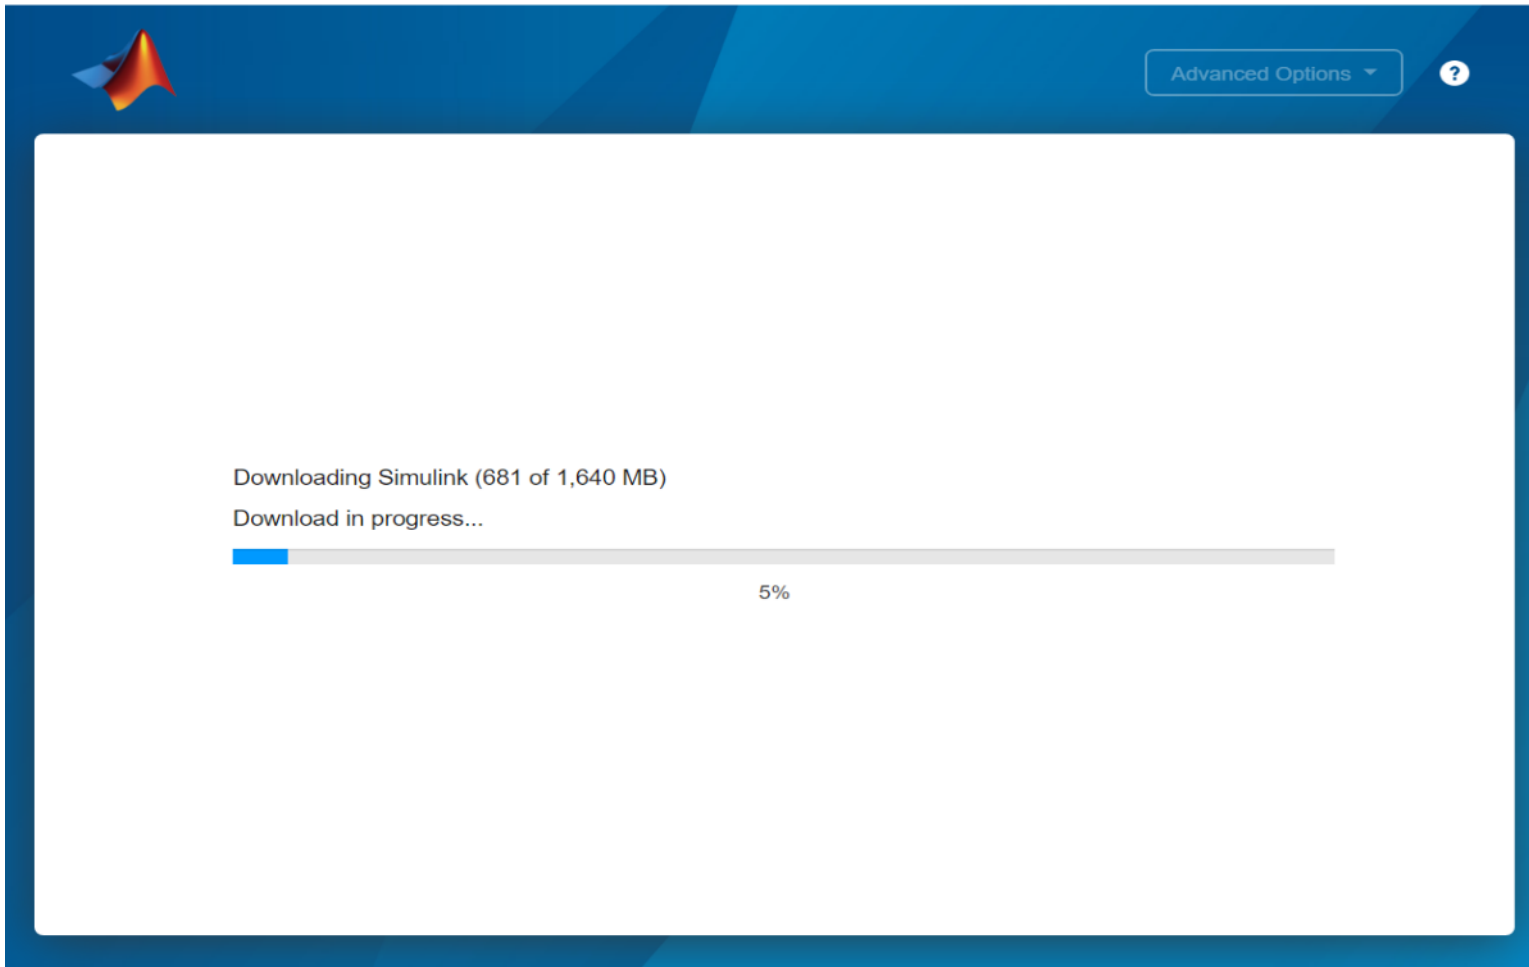 Advanced Options
?
Downloading Simulink (681 of 1,640 MB)
Download in progress...
5%